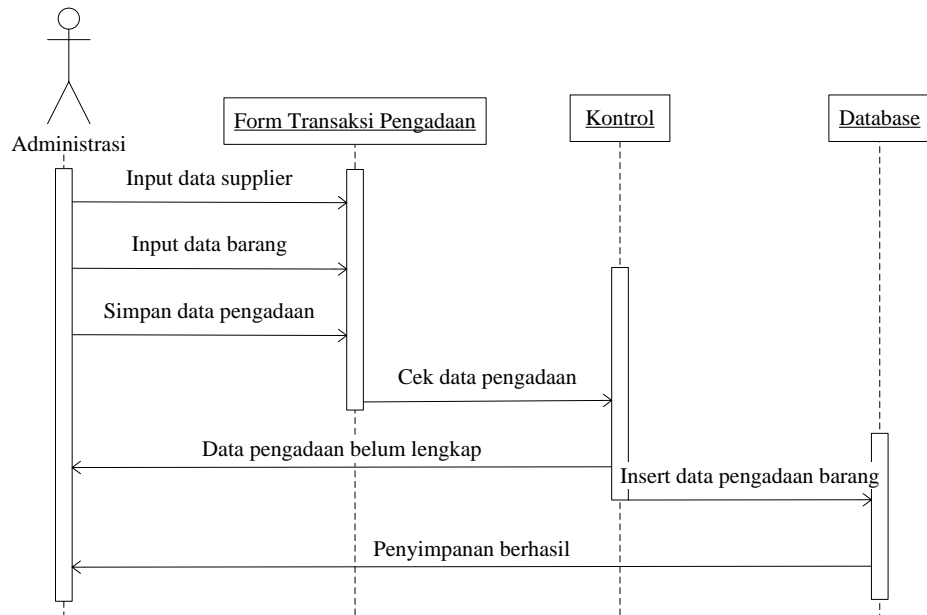 Administrasi
Form Transaksi Pengadaan
Kontrol
Database
Input data supplier
Input data barang
Simpan data pengadaan
Cek data pengadaan
Data pengadaan belum lengkap
Insert data pengadaan barang
Penyimpanan berhasil